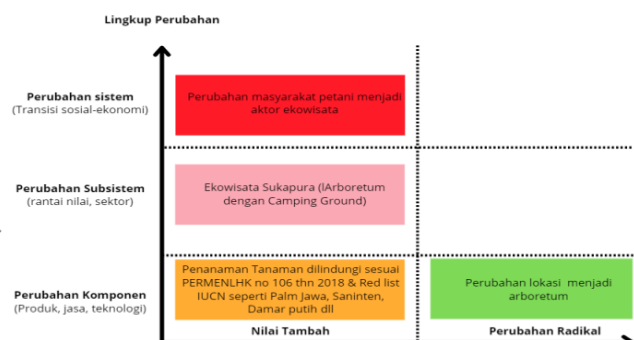 Lingkup Perubahan
Perubahan sistem
(Transisi sosial-ekonomi)
Perubahan masyarakat petani menjadi
aktor ekowisata
Perubahan Subsistem
(rantai nilai, sektor)
Ekowisata Sukapura (lArboretum
dengan Camping Ground)
Perubahan Komponen
(Produk, jasa, teknologi)
Penanaman Tanaman dilindungi sesuai
PERMENLHK no 106 thn 2018 & Red list
IUCN seperti Palm Jawa, Saninten,
Damar putih dll
Perubahan lokasi menjadi
arboretum
Nilai Tambah
Perubahan Radikal